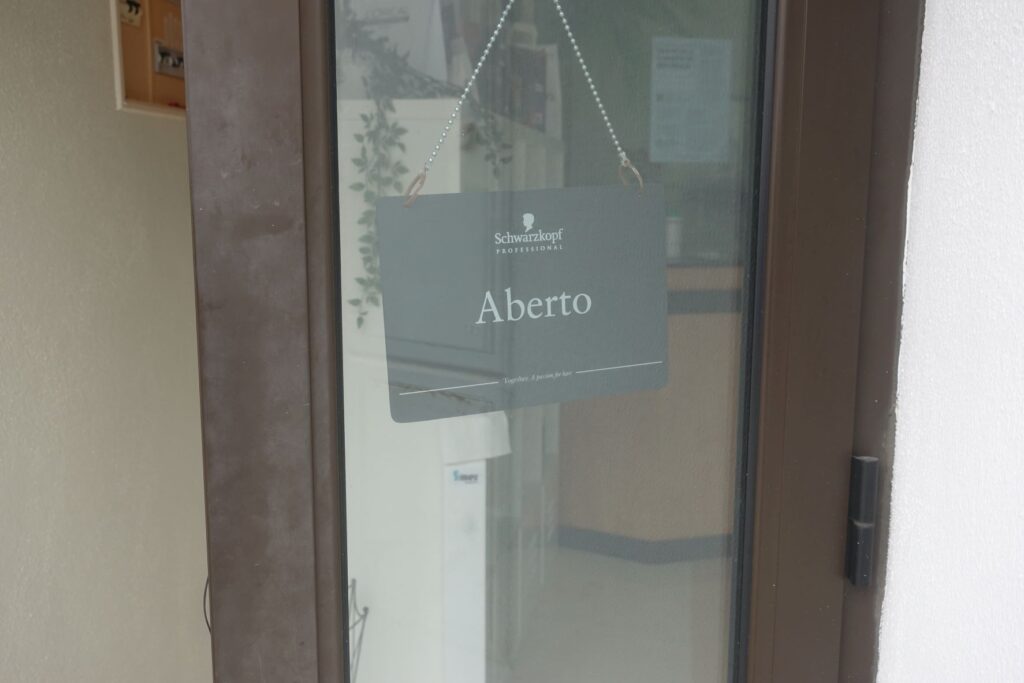 Schwarzkopf
PROFESSIONAL
Aberto
Together. A passion for hair.